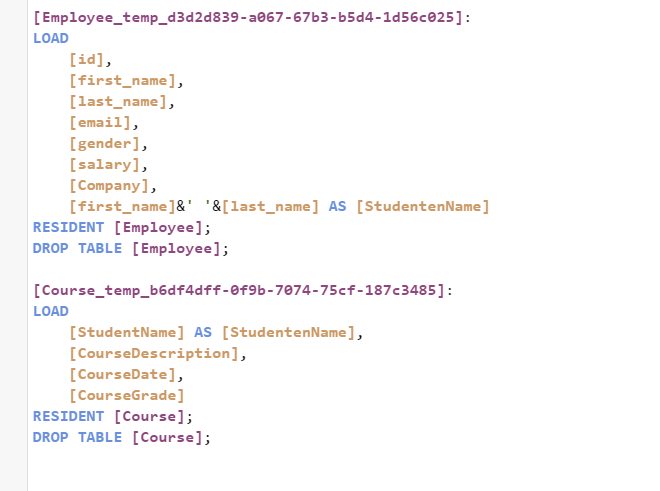 [Employee_temp_d3d2d839-a067-67b3-b5d4-1d56c025]:
LOAD
[id],
[first_name],
[last_name],
[email],
[gender],
[salary],
[Company],
[first_name]&' '&[last_name] AS [StudentenName]
RESIDENT [Employee];
DROP TABLE [Employee];
[Course_temp_b6df4dff-0f9b-7074-75cf-187c3485]:
LOAD
[StudentName] AS [StudentenName],
[CourseDescription],
[CourseDate],
[CourseGrade]
RESIDENT [Course];
DROP TABLE [Course];